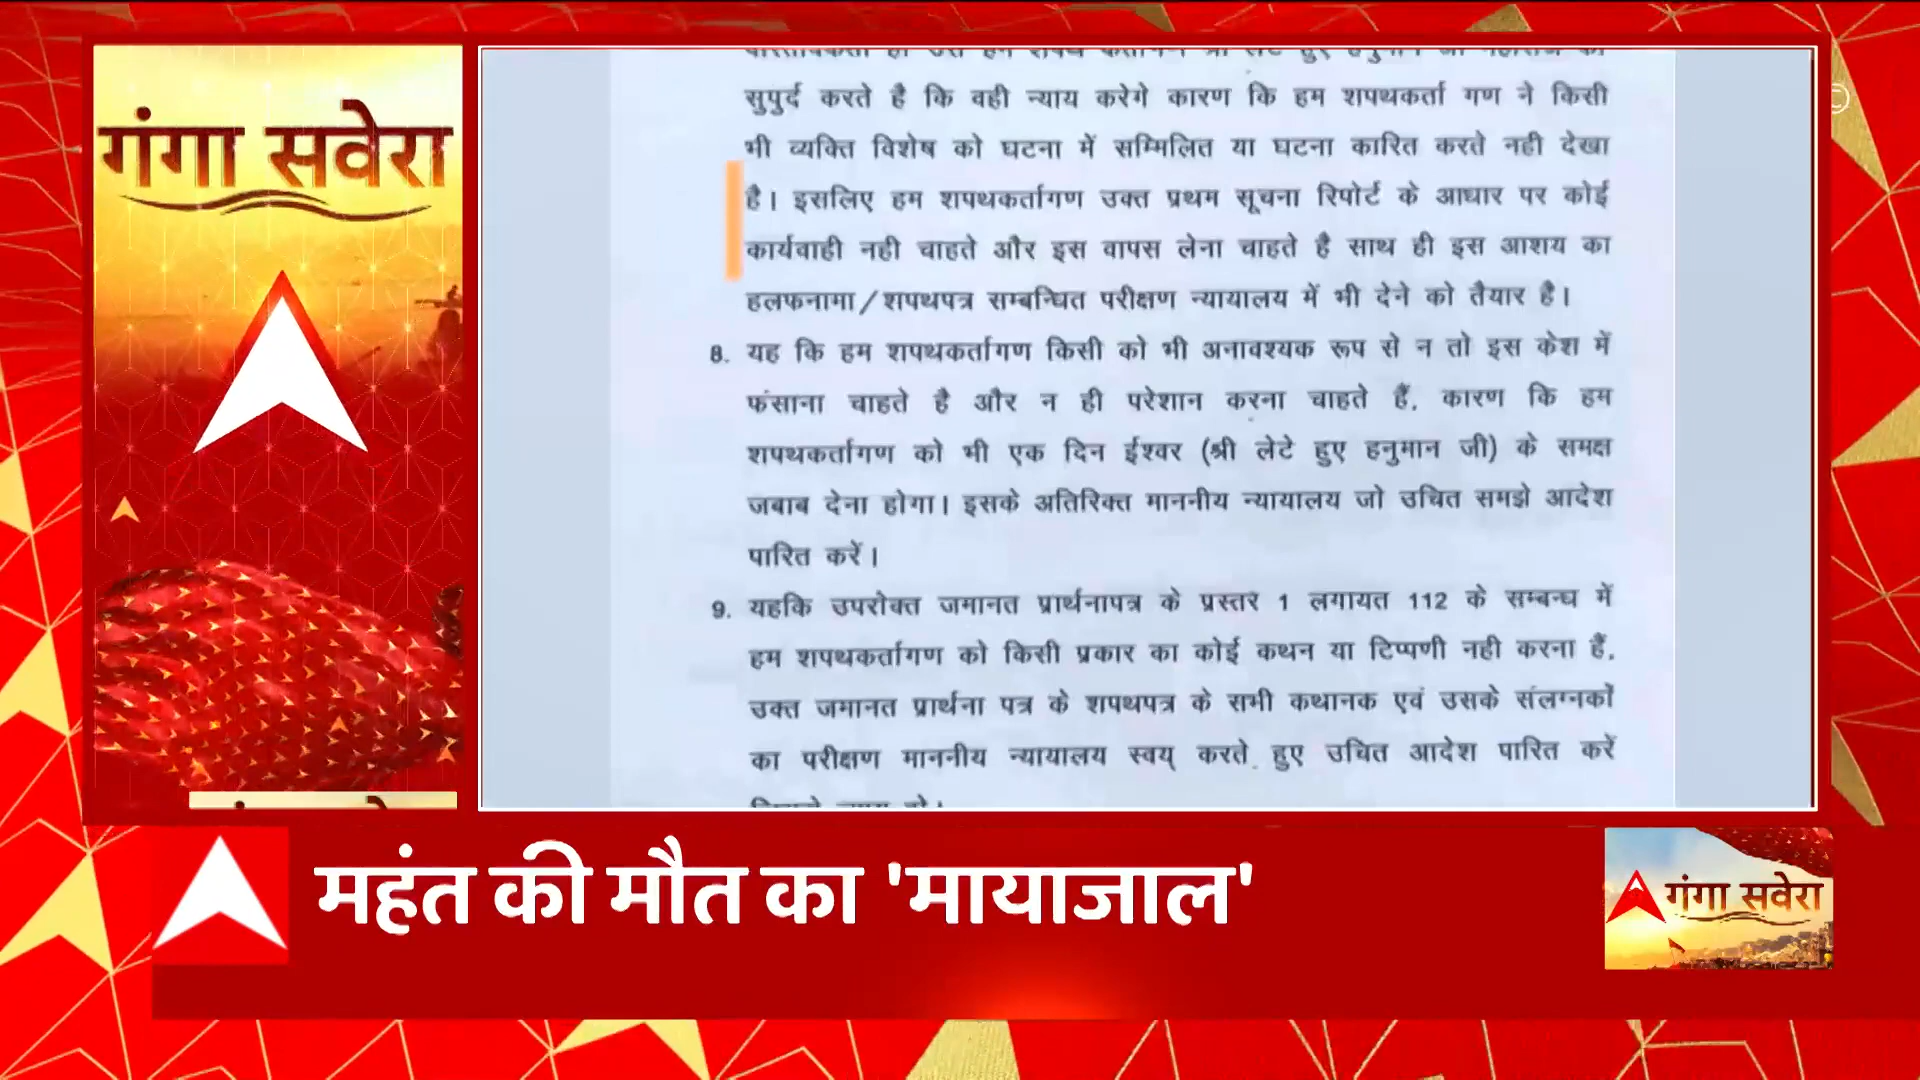 गंगा सवेरा
सुपुर्द करते है कि वही न्याय करेगे कारण कि हम शपथकर्ता गण ने किसी
भी व्यक्ति विशेष को घटना में सम्मिलित या घटना कारित करते नही देखा
है। इसलिए हम शपथकर्तागण उक्त प्रथम सूचना रिपोर्ट के आधार पर कोई
कार्यवाही नही चाहते और इस वापस लेना चाहते है साथ ही इस आशय का
हलफनामा/शपथपत्र सम्बन्धित परीक्षण न्यायालय में भी देने को तैयार है।
8. यह कि हम शपथकर्तागण किसी को भी अनावश्यक रूप से न तो इस केश में
फंसाना चाहते है और न ही परेशान करना चाहते हैं, कारण कि हम
शपथकर्तागण को भी एक दिन ईश्वर (श्री लेटे हुए हनुमान जी) के समक्ष
जबाब देना होगा। इसके अतिरिक्त माननीय न्यायालय जो उचित समझे आदेश
पारित करें।
9. यहकि उपरोक्त जमानत प्रार्थनापत्र के प्रस्तर 1 लगायत 112 के सम्बन्ध में
हम शपथकर्तागण को किसी प्रकार का कोई कथन या टिप्पणी नही करना हैं,
उक्त जमानत प्रार्थना पत्र के शपथपत्र के सभी कथानक एवं उसके संलग्नकों
का परीक्षण माननीय न्यायालय स्वय् करते हुए उचित आदेश पारित करें
महंत की मौत का 'मायाजाल'
गंगा सवेरा